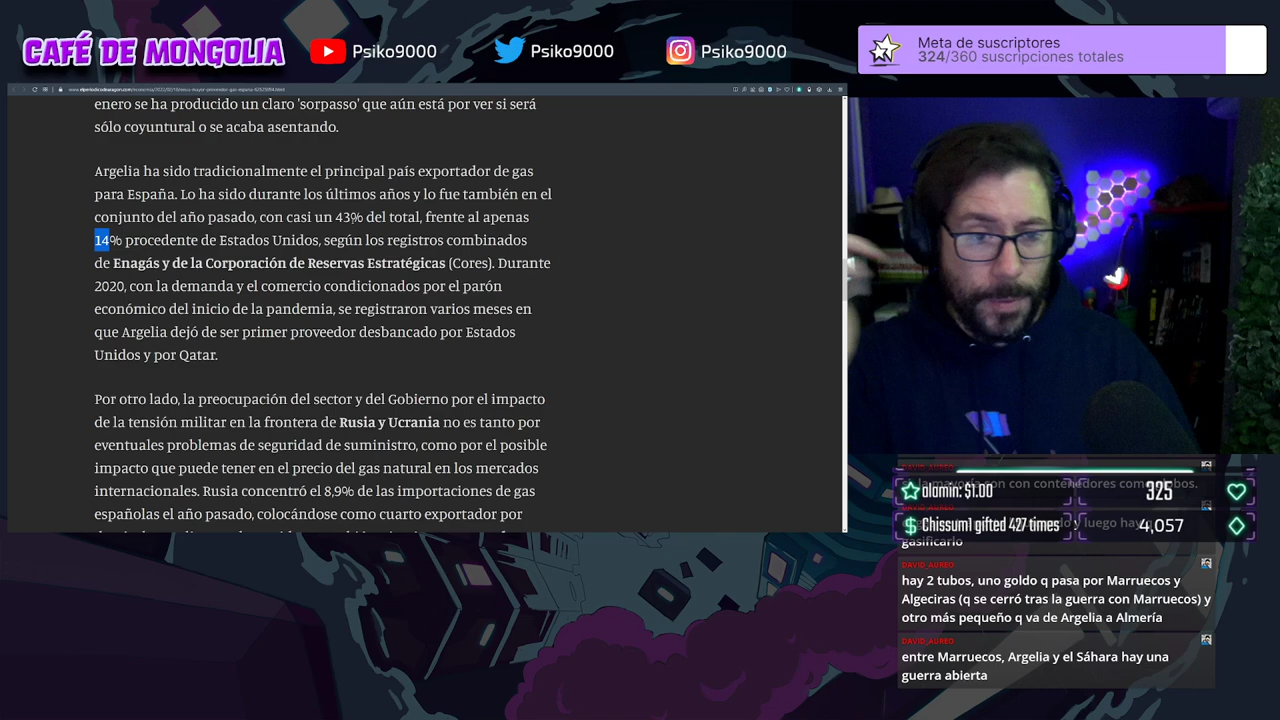 CAFÉ DE MONGOLIA
Psiko9000
Psiko9000
Psiko9000
Meta de suscriptores
324/360 suscripciones totales
enero se ha producido un claro 'sorpasso' que aún está por ver si será
sólo coyuntural o se acaba asentando.
Argelia ha sido tradicionalmente el principal país exportador de gas
para España. Lo ha sido durante los últimos años y lo fue también en el
conjunto del año pasado, con casi un 43% del total, frente al apenas
14% procedente de Estados Unidos, según los registros combinados
de Enagás y de la Corporación de Reservas Estratégicas (Cores). Durante
2020, con la demanda y el comercio condicionados por el parón
económico del inicio de la pandemia, se registraron varios meses en
que Argelia dejó de ser primer proveedor desbancado por Estados
Unidos y por Qatar.
Por otro lado, la preocupación del sector y del Gobierno por el impacto
de la tensión militar en la frontera de Rusia y Ucrania no es tanto por
eventuales problemas de seguridad de suministro, como por el posible
impacto que puede tener en el precio del gas natural en los mercados
internacionales. Rusia concentró el 8,9% de las importaciones de gas
españolas el año pasado, colocándose como cuarto exportador por
DAVID_AUREO
la mayoría con con contenedores como tubos.
alamin: $1.00
325
Chissum1 gifted 427 times
4,057
luego hay
gasificarlo
DAVID_AUREO
hay 2 tubos, uno goldo q pasa por Marruecos y
Algeciras (q se cerró tras la guerra con Marruecos) y
otro más pequeño q va de Argelia a Almería
DAVID_AUREO
entre Marruecos, Argelia y el Sáhara hay una
guerra abierta